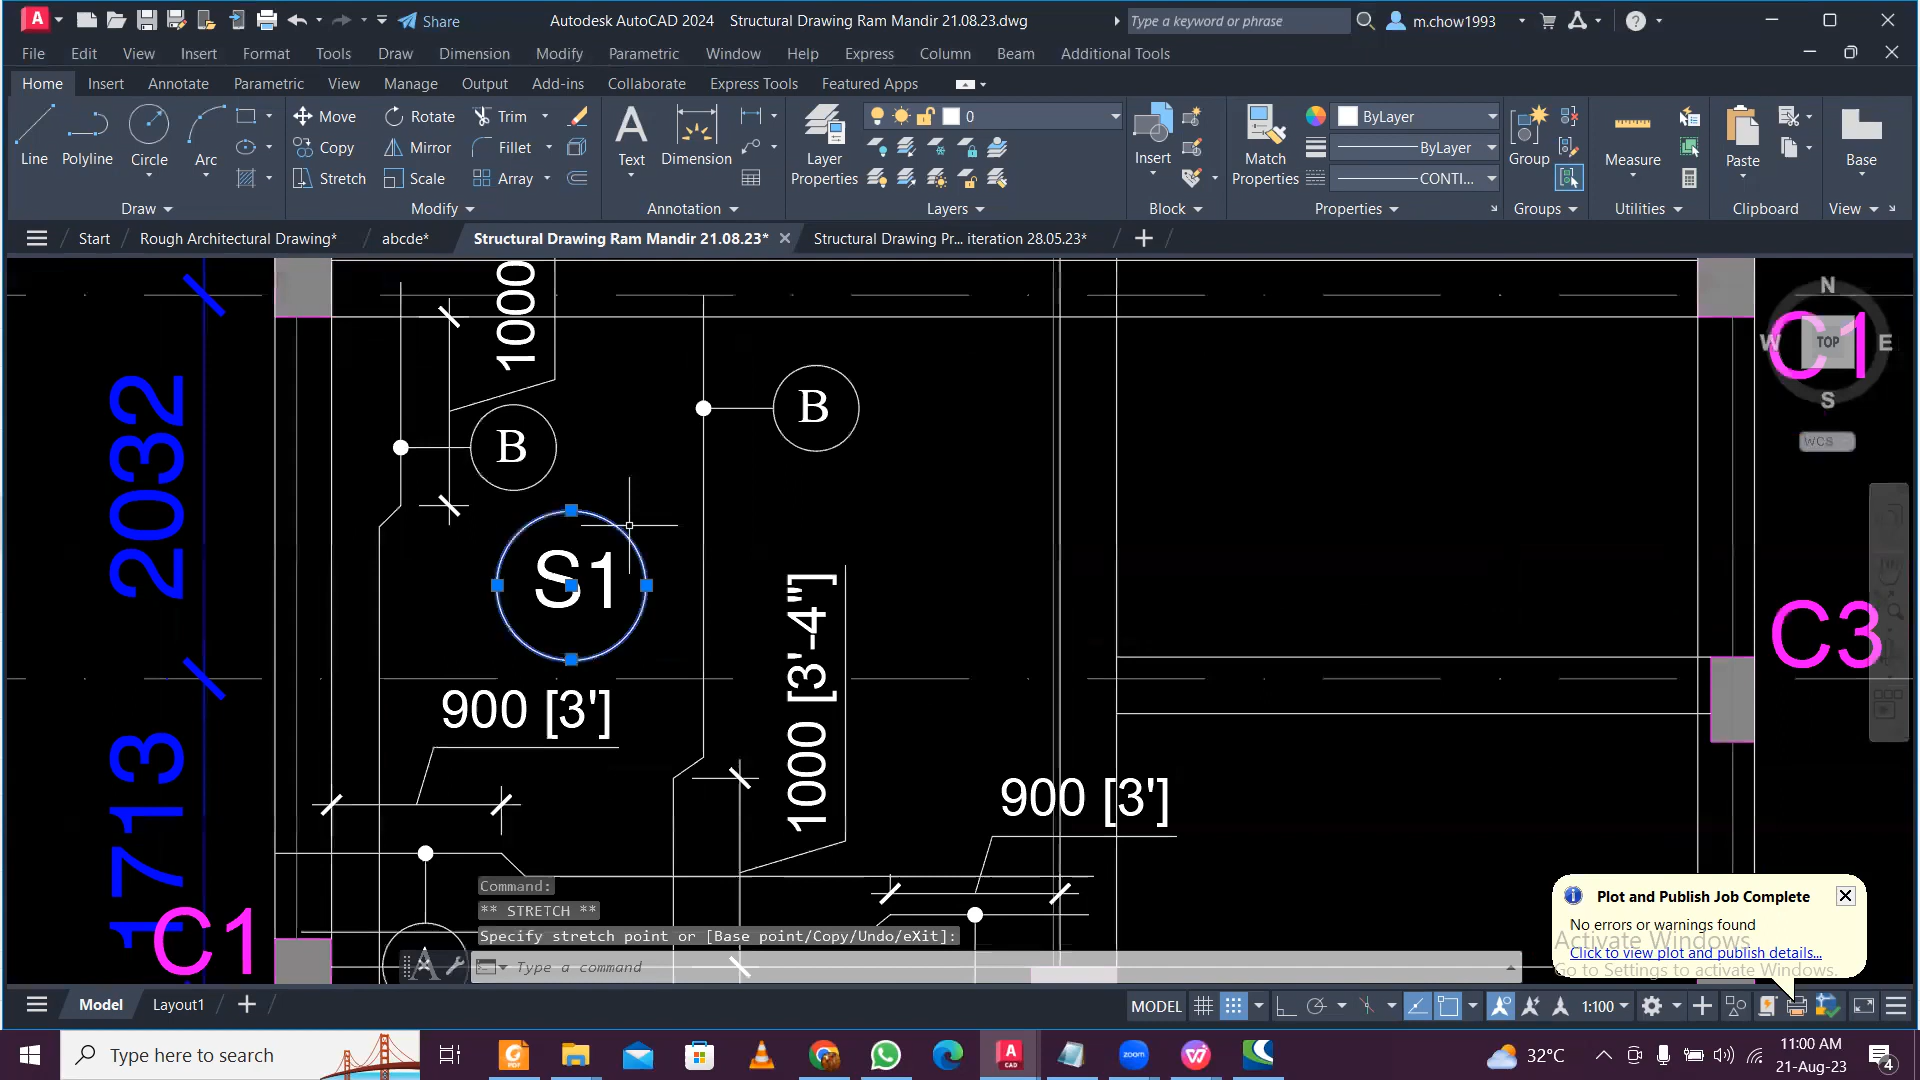 Share
Autodesk AutoCAD 2024 Structural Drawing Ram Mandir 21.08.23.dwg
Type a keyword or phrase
m.chow1993
File Edit View Insert Format Tools Draw Dimension Modify Parametric Window Help Express Column Beam Additional Tools
Home Insert Annotate Parametric View Manage Output Add-ins Collaborate Express Tools Featured Apps
Line
Polyline
Circle
Arc
Move
Rotate
Trim
Copy
Mirror
Fillet
Stretch
Scale
Array
Text
Dimension
Layer
Properties
0
Insert
Match
Properties
ByLayer
ByLayer
CONTI...
Group
Measure
Paste
Base
Draw
Modify
Annotation
Layers
Block
Properties
Groups
Utilities
Clipboard
View
Start
Rough Architectural Drawing*
abcde*
Structural Drawing Ram Mandir 21.08.23*
Structural Drawing Pr... iteration 28.05.23*
2032
1713
1000
B
B
S1
900 [3']
1000 [3'-4"]
900 [3']
C1
C1
C3
A
N
W
TOP
E
S
WCS
Command:
** STRETCH **
Specify stretch point or [Base point/Copy/Undo/eXit]:
Type a command
Plot and Publish Job Complete
No errors or warnings found
Click to view plot and publish details...
Activate Windows
Go to Settings to activate Windows.
Model
Layout1
MODEL
1:100
Type here to search
PDF
zoom
A
CAD
32°C
11:00 AM
21-Aug-23
4